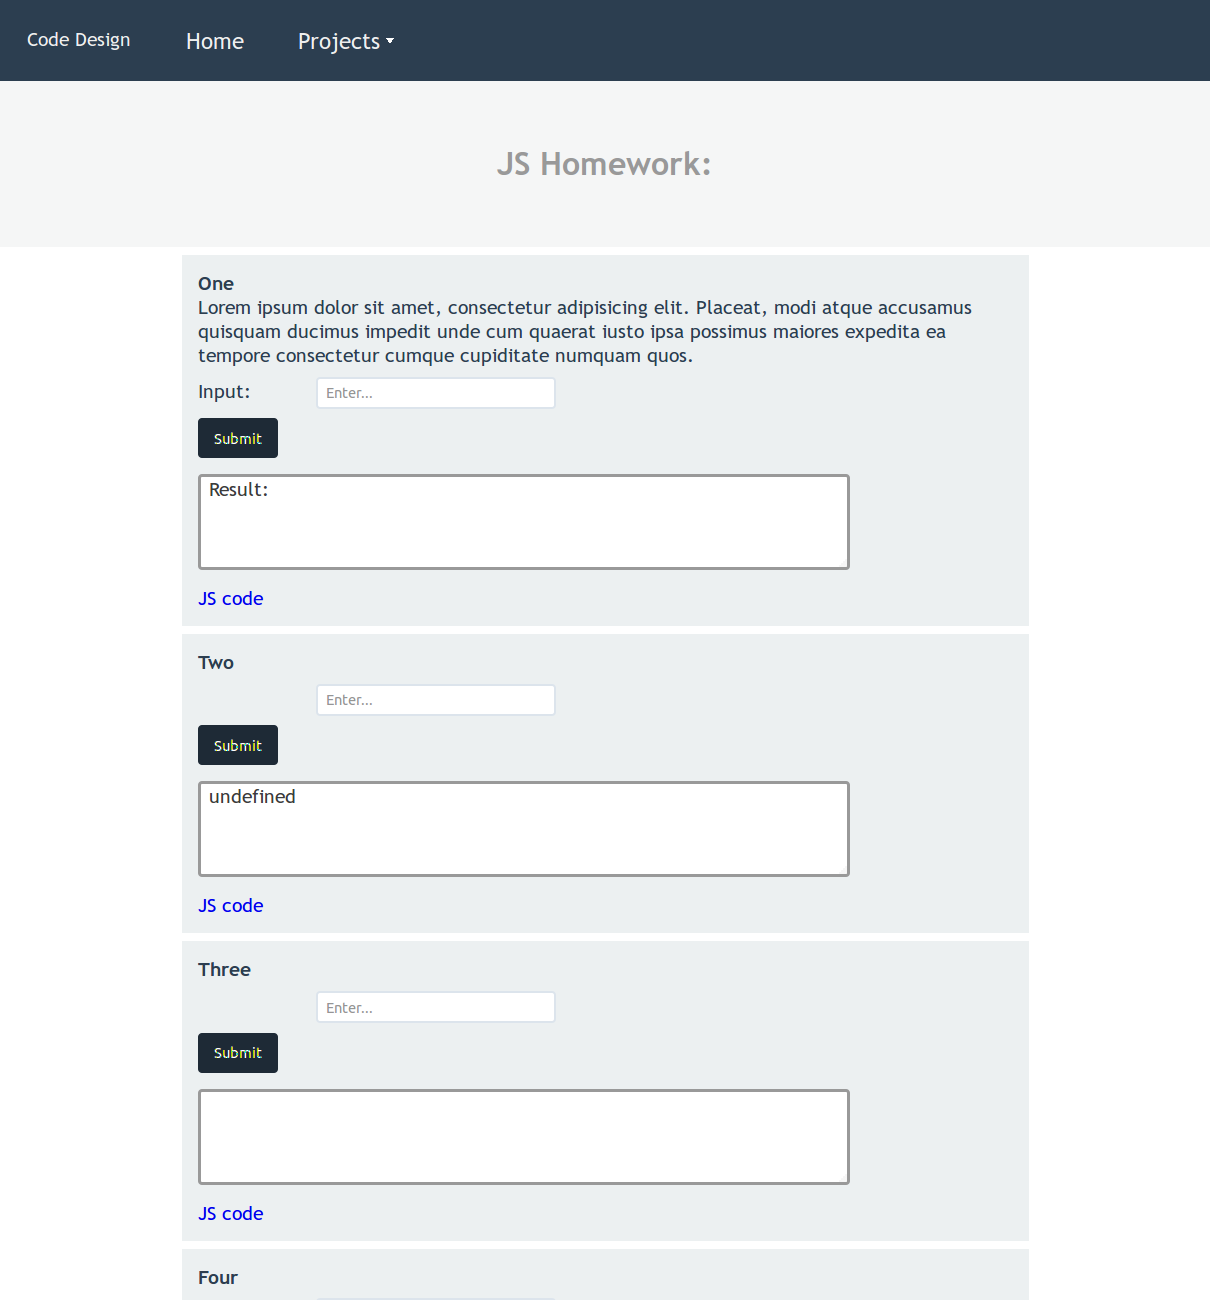 Code Design Home Projects
JS Homework:
One
Lorem ipsum dolor sit amet, consectetur adipisicing elit. Placeat, modi atque accusamus
quisquam ducimus impedit unde cum quaerat iusto ipsa possimus maiores expedita ea
tempore consectetur cumque cupiditate numquam quos.
Input: Enter...
Submit
Result:
JS code
Two
Enter...
Submit
undefined
JS code
Three
Enter...
Submit
JS code
Four